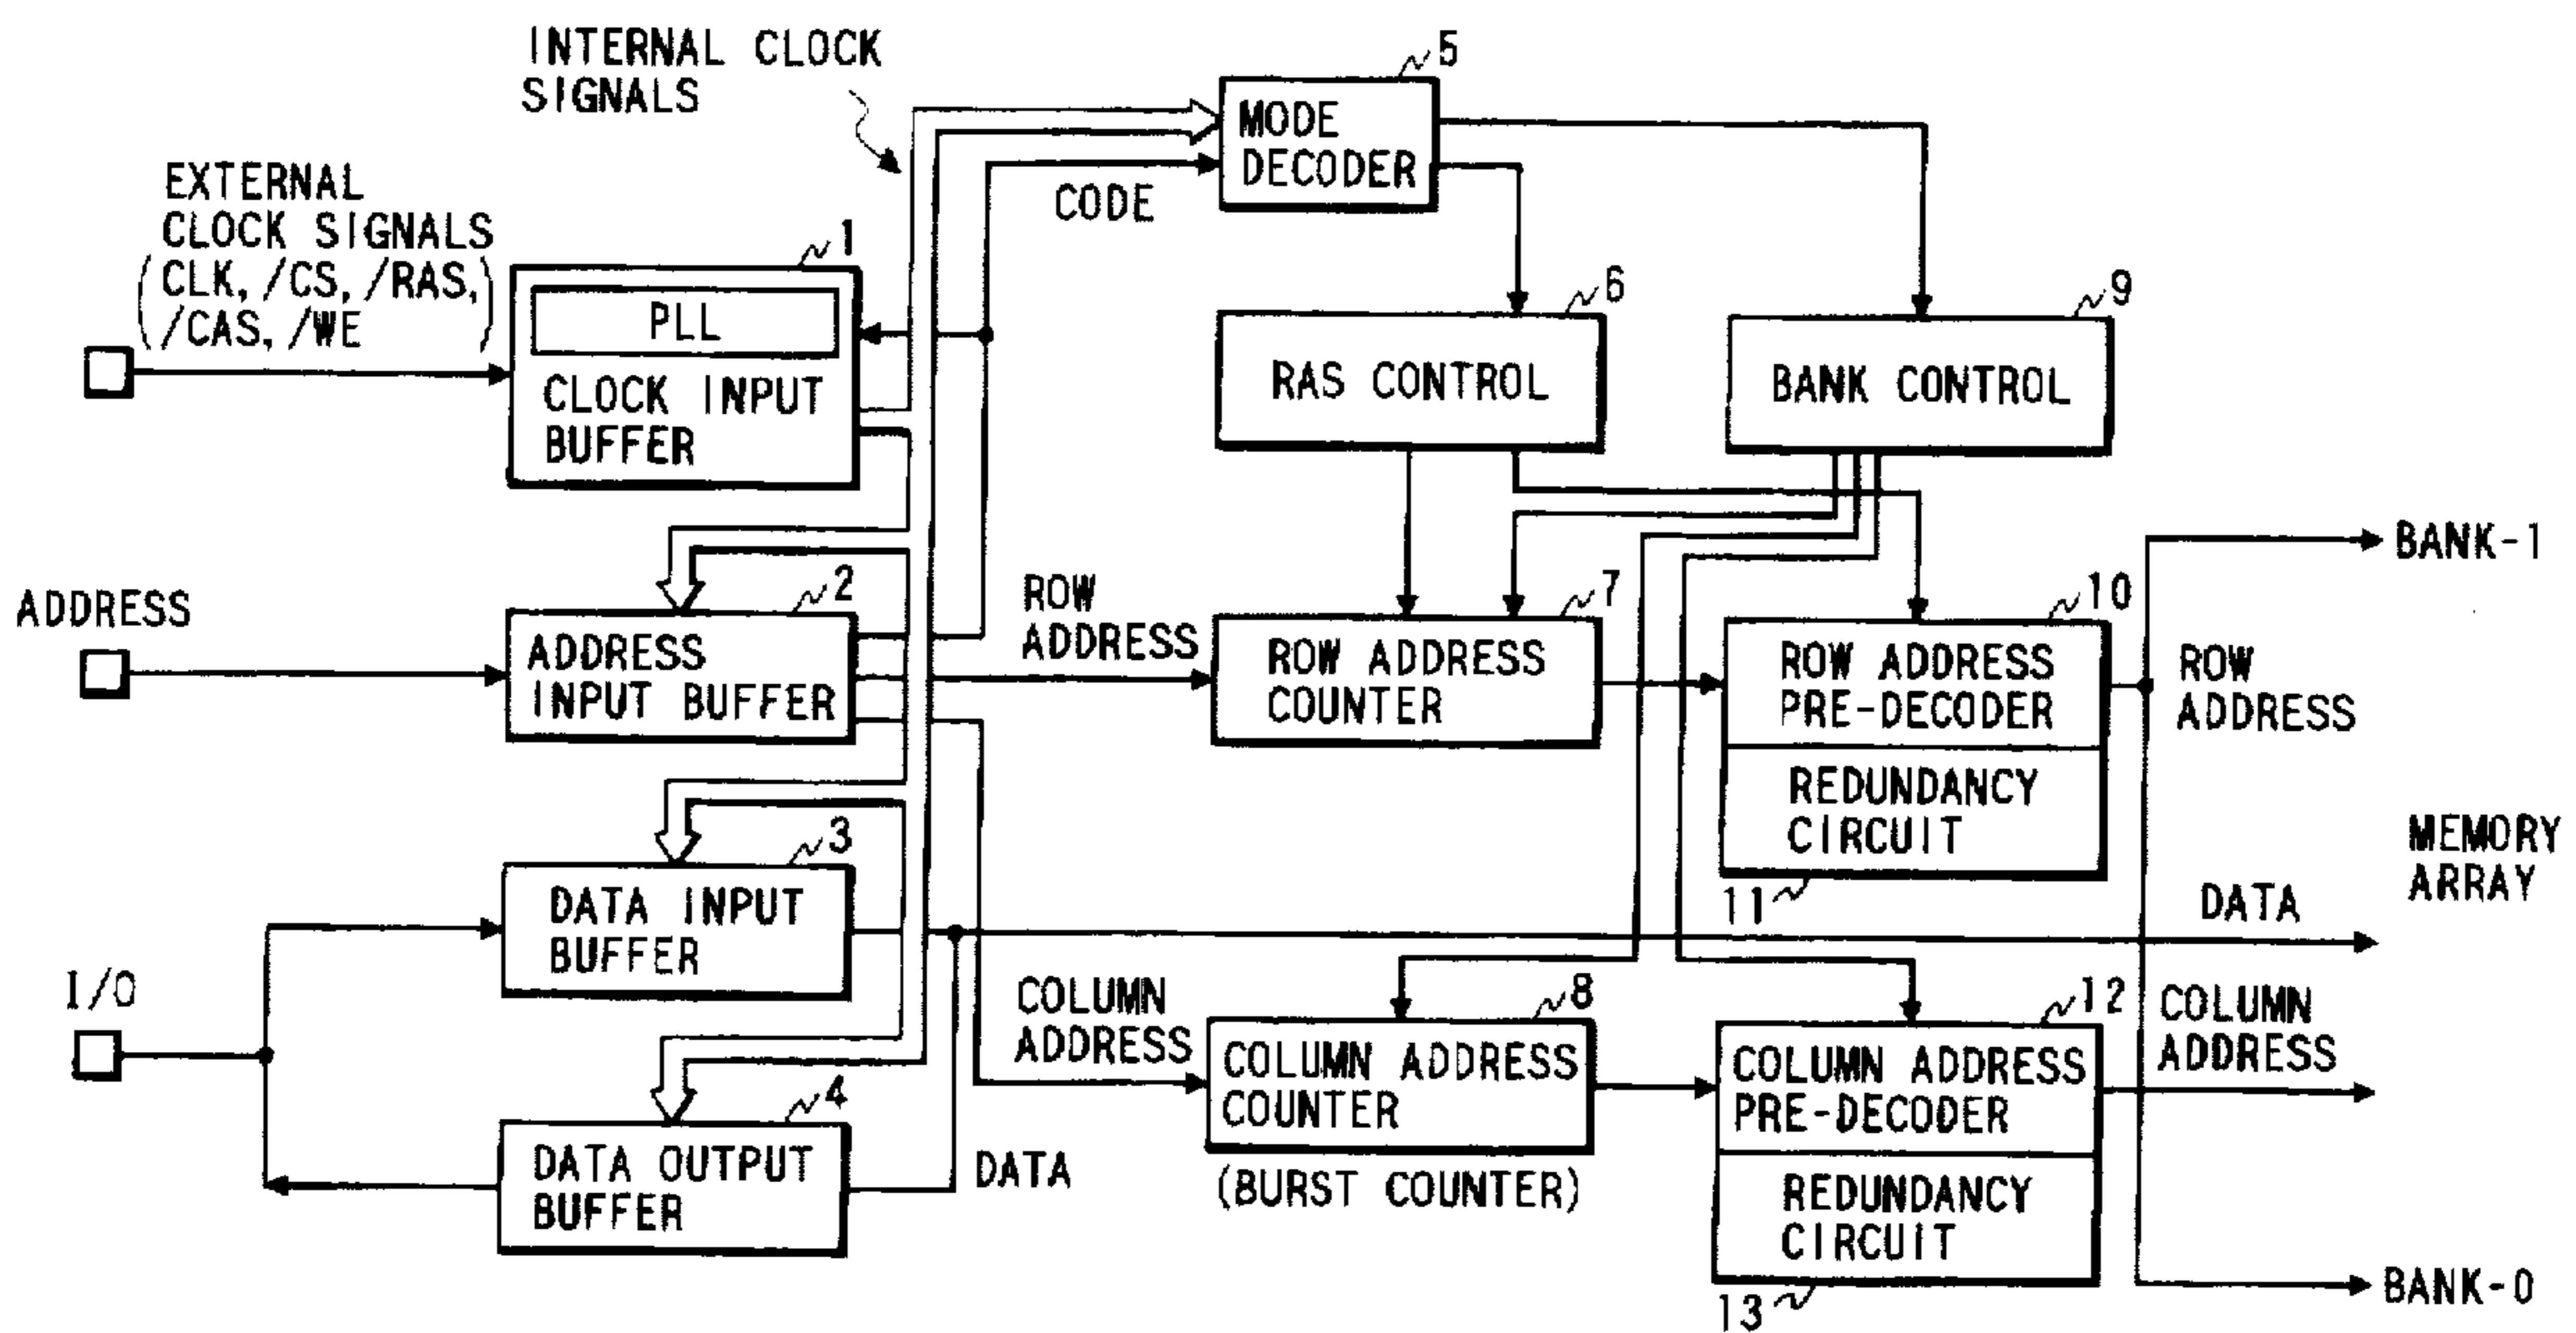 INTERNAL CLOCK
SIGNALS
5
MODE
DECODER
CODE
EXTERNAL
CLOCK SIGNALS
(CLK, /CS, /RAS,
/CAS, /WE)
1
PLL
CLOCK INPUT
BUFFER
6
RAS CONTROL
9
BANK CONTROL
BANK-1
ADDRESS
2
ADDRESS
INPUT BUFFER
ROW
ADDRESS
7
ROW ADDRESS
COUNTER
10
ROW ADDRESS
PRE-DECODER
REDUNDANCY
CIRCUIT
11
ROW
ADDRESS
MEMORY
ARRAY
DATA
3
DATA INPUT
BUFFER
I/O
COLUMN
ADDRESS
8
COLUMN ADDRESS
COUNTER
(BURST COUNTER)
12
COLUMN ADDRESS
PRE-DECODER
REDUNDANCY
CIRCUIT
13
COLUMN
ADDRESS
4
DATA OUTPUT
BUFFER
DATA
BANK-0